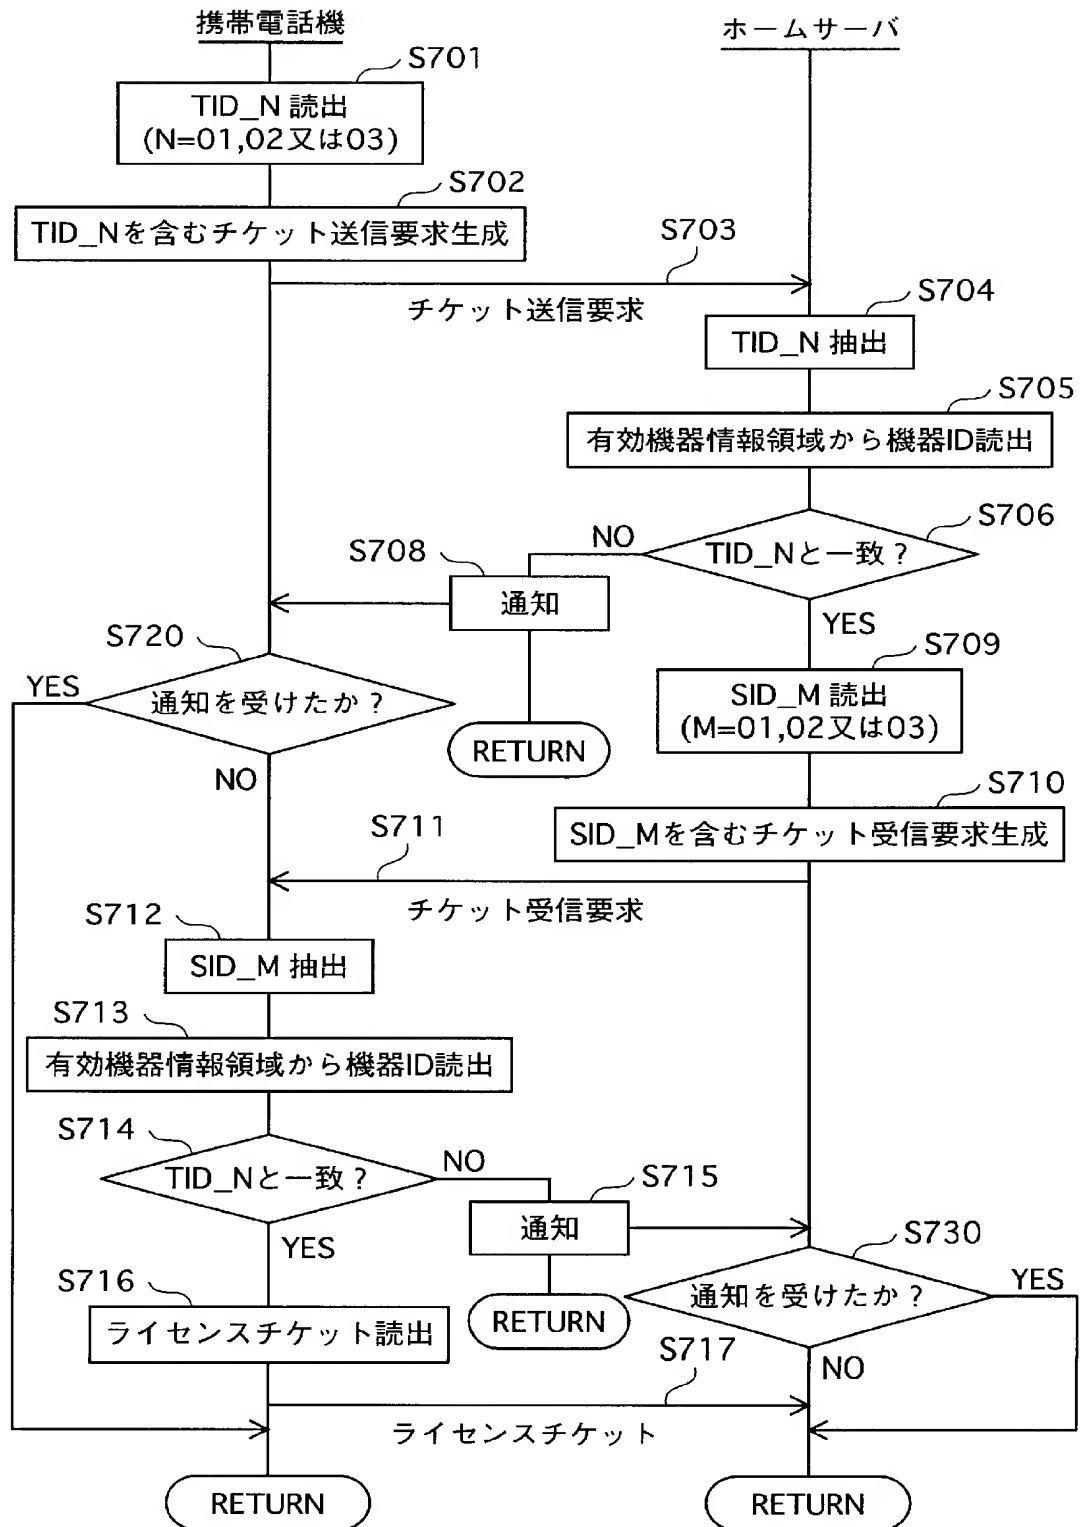 携帯電話機
ホームサーバ
S701
TID_N 読出
(N=01,02又は03)
S702
TID_Nを含むチケット送信要求生成
S703
チケット送信要求
S704
TID_N 抽出
S705
有効機器情報領域から機器ID読出
S706
TID_Nと一致？
NO
YES
S708
通知
RETURN
S720
通知を受けたか？
YES
NO
S709
SID_M 読出
(M=01,02又は03)
S710
SID_Mを含むチケット受信要求生成
S711
チケット受信要求
S712
SID_M 抽出
S713
有効機器情報領域から機器ID読出
S714
TID_Nと一致？
NO
YES
S715
通知
RETURN
S730
通知を受けたか？
YES
NO
S716
ライセンスチケット読出
S717
ライセンスチケット
RETURN
RETURN